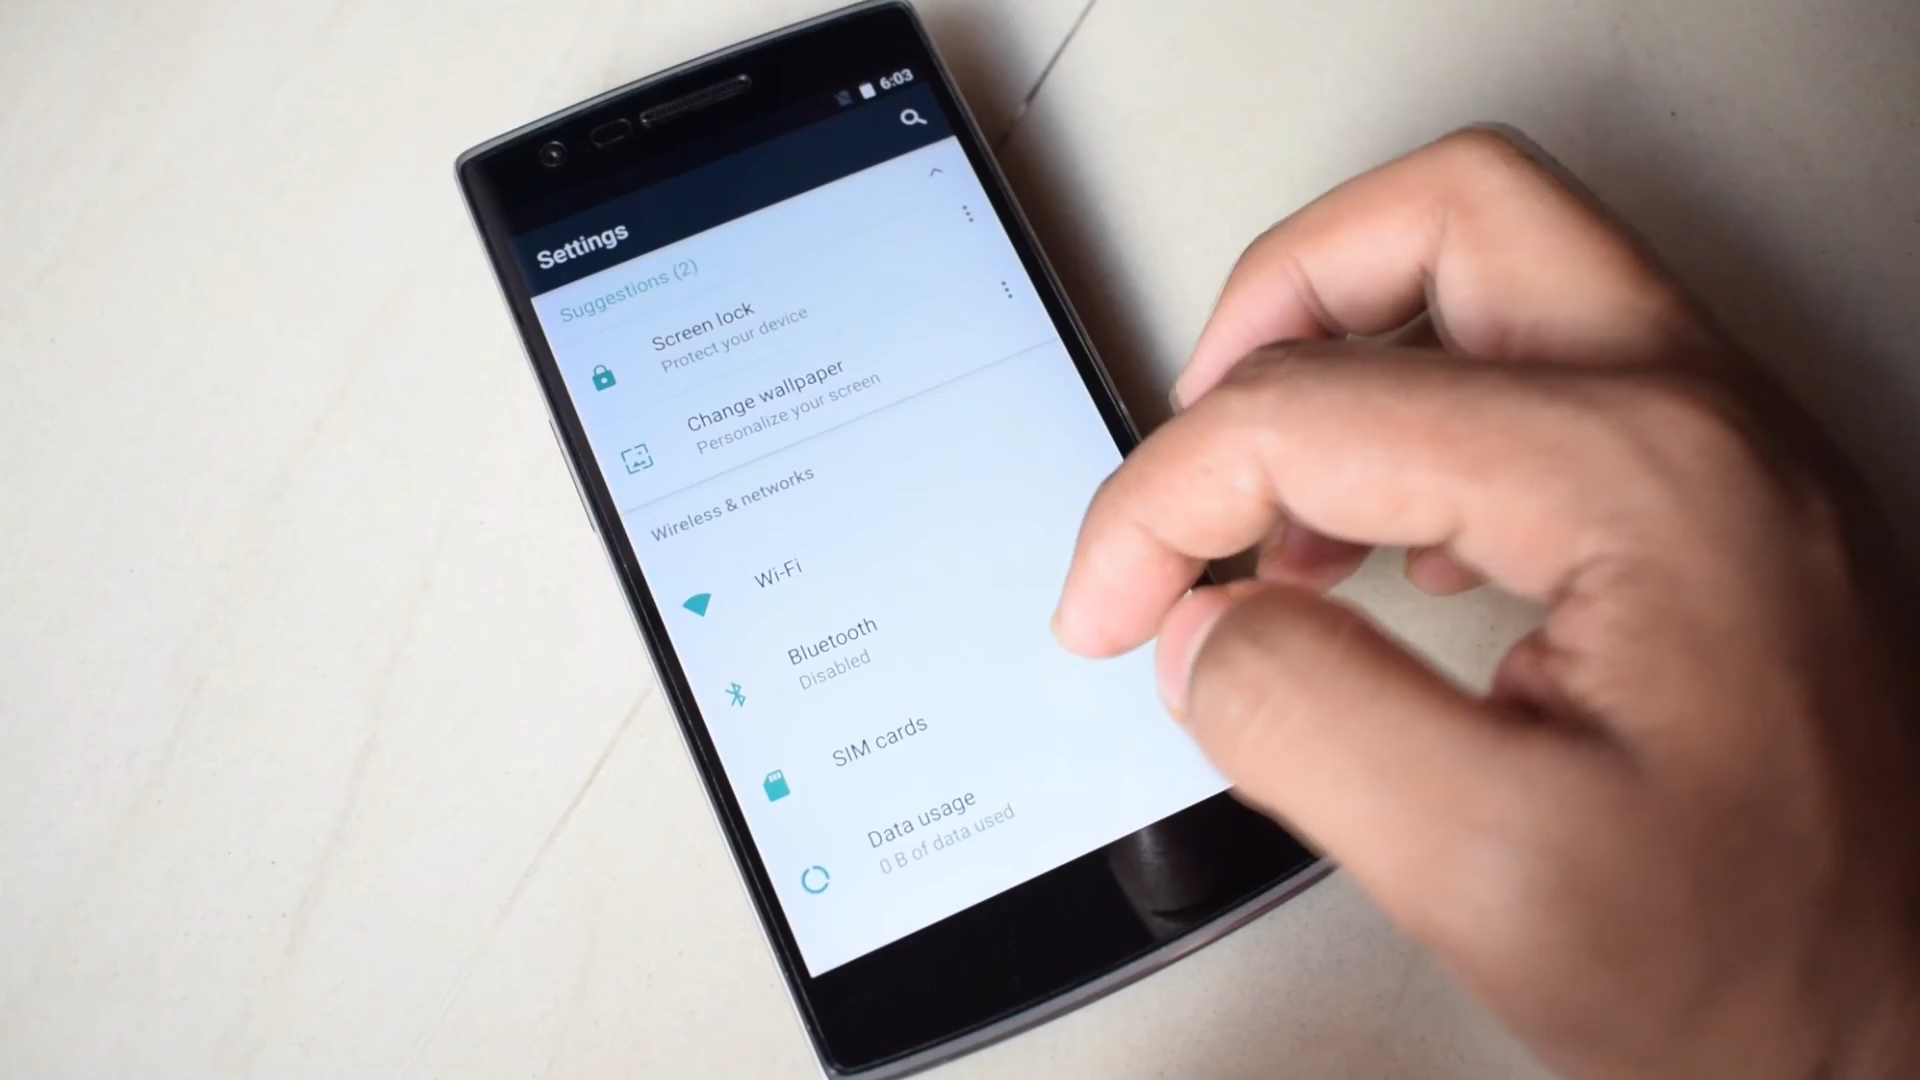 6:03
Settings
Suggestions (2)
Screen lock
Protect your device
Change wallpaper
Personalize your screen
Wireless & networks
Wi-Fi
Bluetooth
Disabled
SIM cards
Data usage
0 B of data used